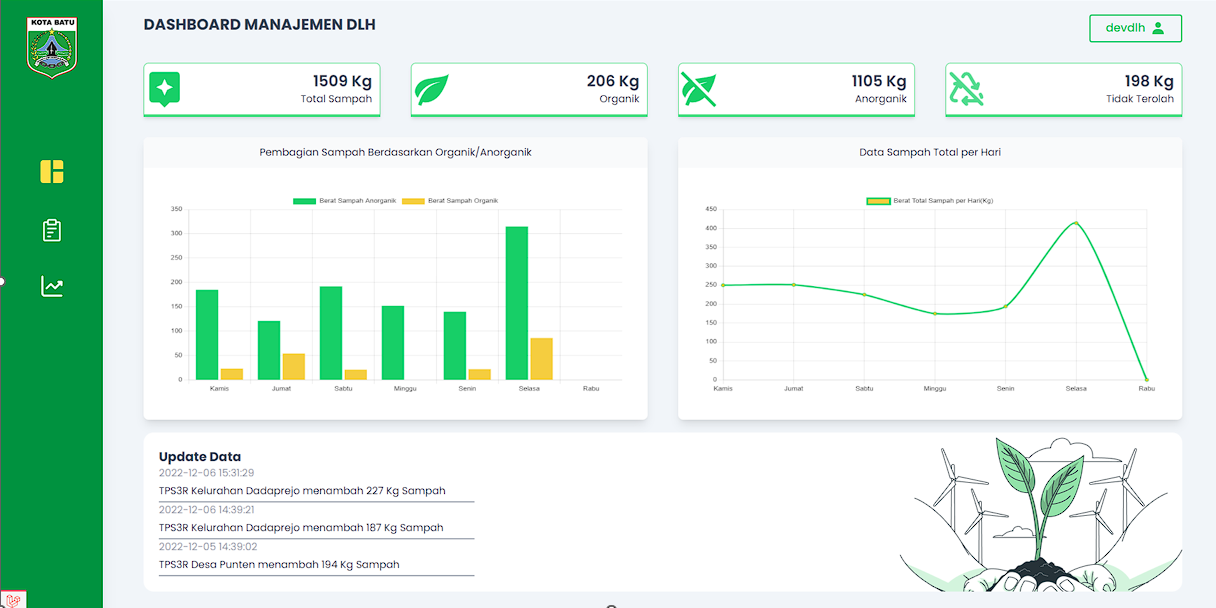 KOTA BATU
DASHBOARD MANAJEMEN DLH
devdlh
1509 Kg
Total Sampah
206 Kg
Organik
1105 Kg
Anorganik
198 Kg
Tidak Terolah
Pembagian Sampah Berdasarkan Organik/Anorganik
Berat Sampah Anorganik
Berat Sampah Organik
350
300
250
200
150
100
50
0
Kamis
Jumat
Sabtu
Minggu
Senin
Selasa
Rabu
Data Sampah Total per Hari
Berat Total Sampah per Hari(Kg)
450
400
350
300
250
200
150
100
50
0
Kamis
Jumat
Sabtu
Minggu
Senin
Selasa
Rabu
Update Data
2022-12-06 15:31:29
TPS3R Kelurahan Dadaprejo menambah 227 Kg Sampah
2022-12-06 14:39:21
TPS3R Kelurahan Dadaprejo menambah 187 Kg Sampah
2022-12-05 14:39:02
TPS3R Desa Punten menambah 194 Kg Sampah